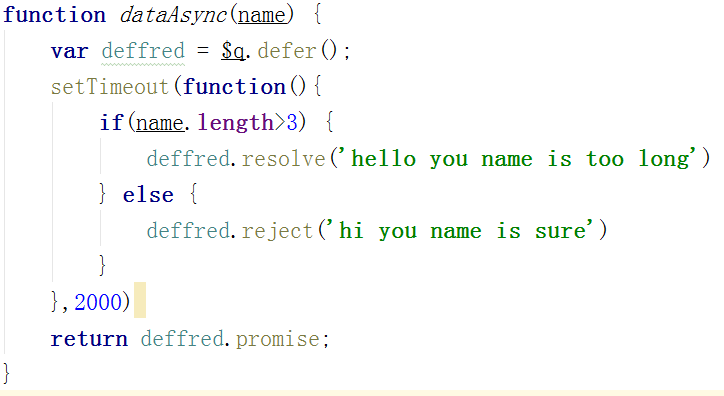 function dataAsync(name) {
    var deffred = $q.defer();
    setTimeout(function(){
        if(name.length>3) {
            deffred.resolve('hello you name is too long')
        } else {
            deffred.reject('hi you name is sure')
        }
    },2000)
    return deffred.promise;
}